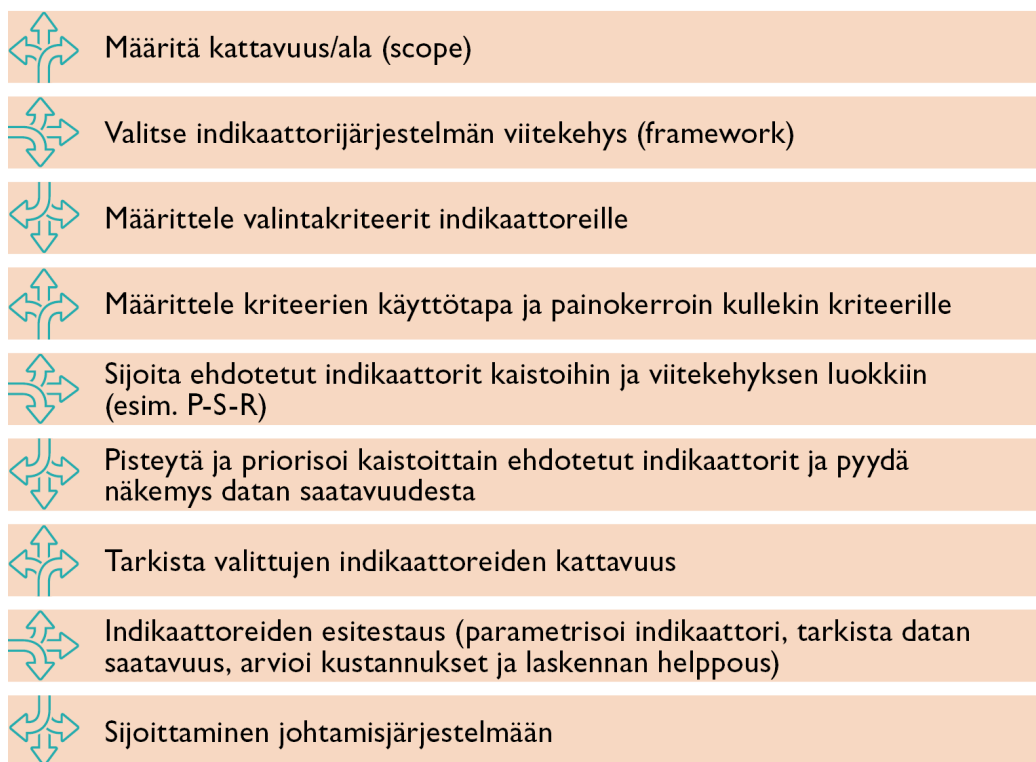 Määritä kattavuus/ala (scope)
Valitse indikaattorijärjestelmän viitekehys (framework)
Määrittele valintakriteerit indikaattoreille
Määrittele kriteerien käyttötapa ja painokerroin kullekin kriteerille
Sijoita ehdotetut indikaattorit kaistoihin ja viitekehyksen luokkiin
(esim. P-S-R)
Pisteytä ja priorisoi kaistoittain ehdotetut indikaattorit ja pyydä
näkemys datan saatavuudesta
Tarkista valittujen indikaattoreiden kattavuus
Indikaattoreiden esitestaus (parametrisoi indikaattori, tarkista datan
saatavuus, arvioi kustannukset ja laskennan helppous)
Sijoittaminen johtamisjärjestelmään